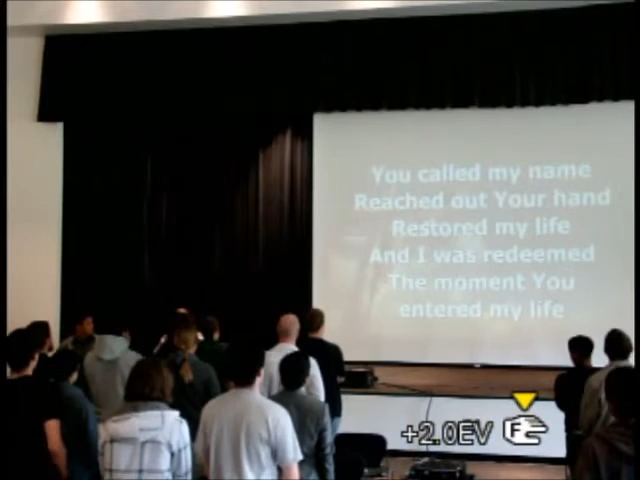 You called my name
Reached out Your hand
Restored my life
And I was redeemed
The moment You
entered my life
+2.0EV